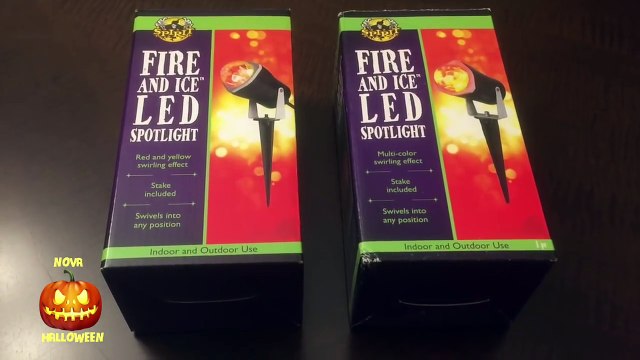 SPIRIT
FIRE
AND ICE™
LED
SPOTLIGHT
Red and yellow
swirling effect
Stake
included
Swivels into
any position
Indoor and Outdoor Use
SPIRIT
FIRE
AND ICE™
LED
SPOTLIGHT
Multi-color
swirling effect
Stake
included
Swivels into
any position
Indoor and Outdoor Use
NOVA
HALLOWEEN